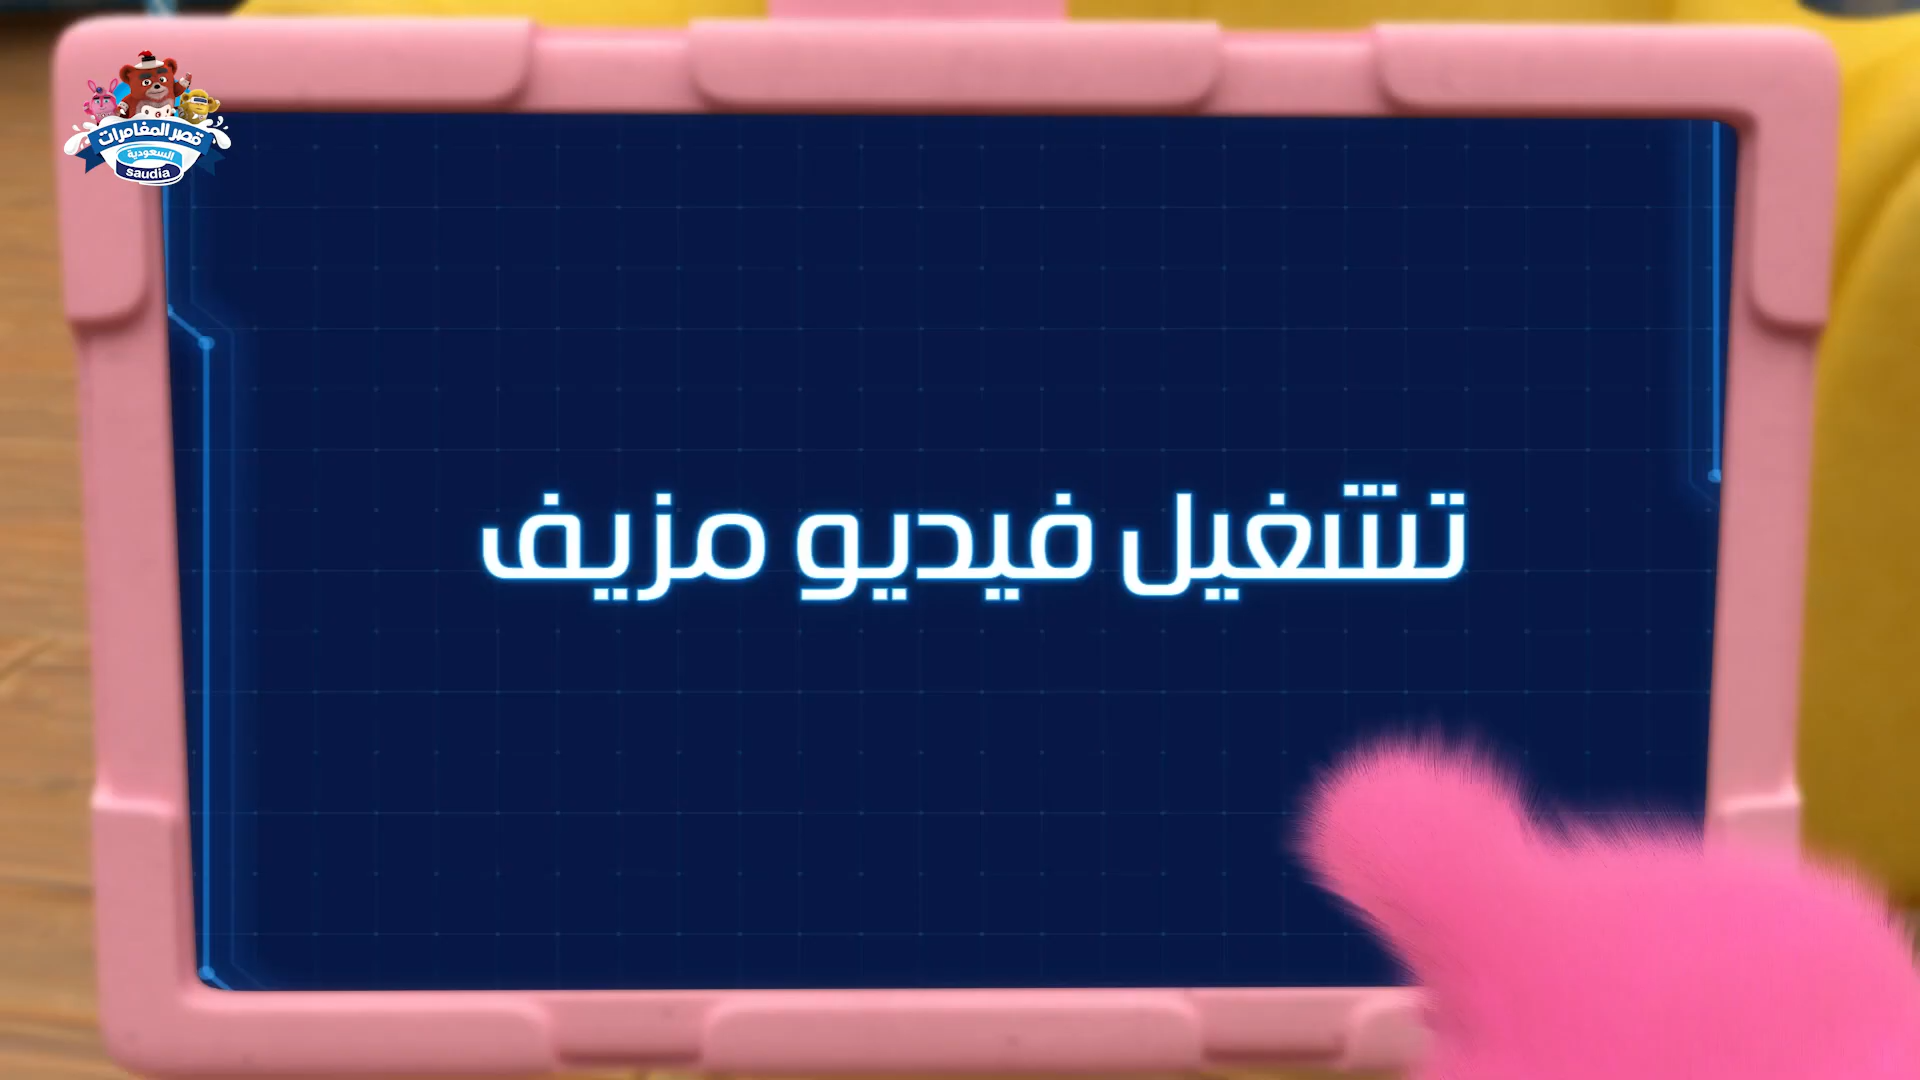 قصر المغامرات
السعودية
saudia
تشغيل فيديو مزيف